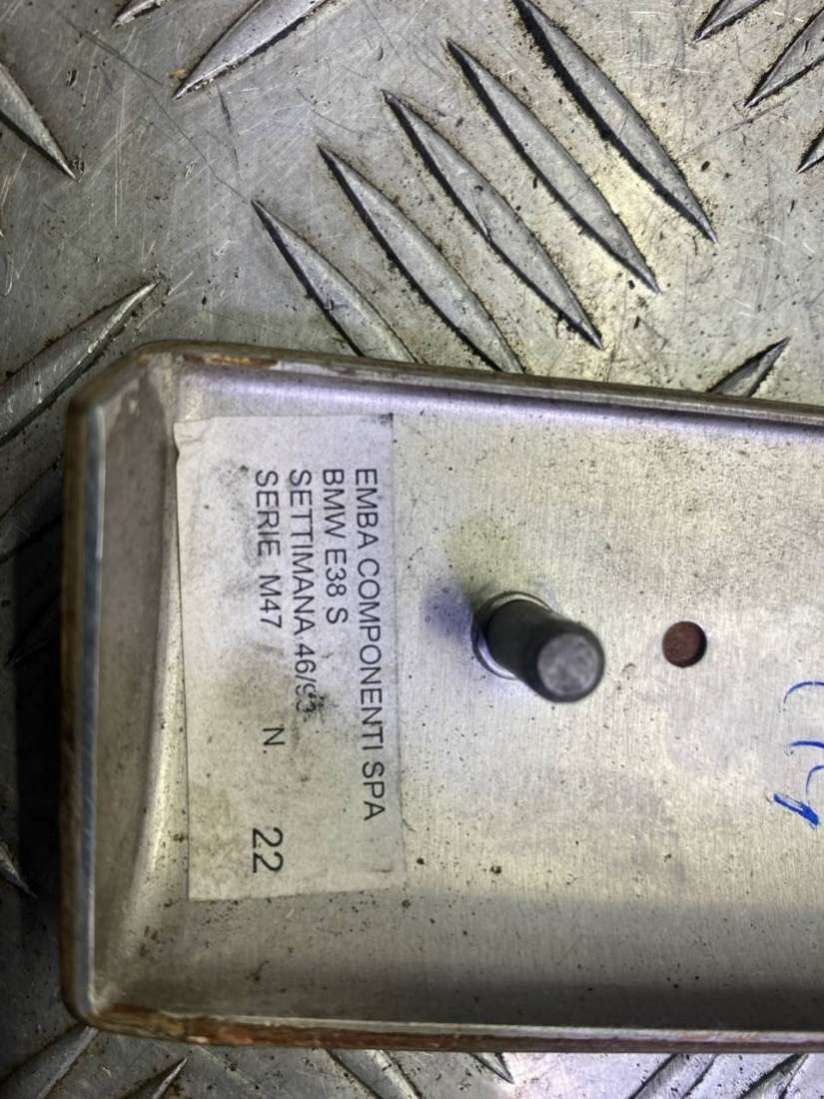 EMBA COMPONENTI SPA
BMW E38 S
SETTIMANA 46/93
SERIE M47 N. 22